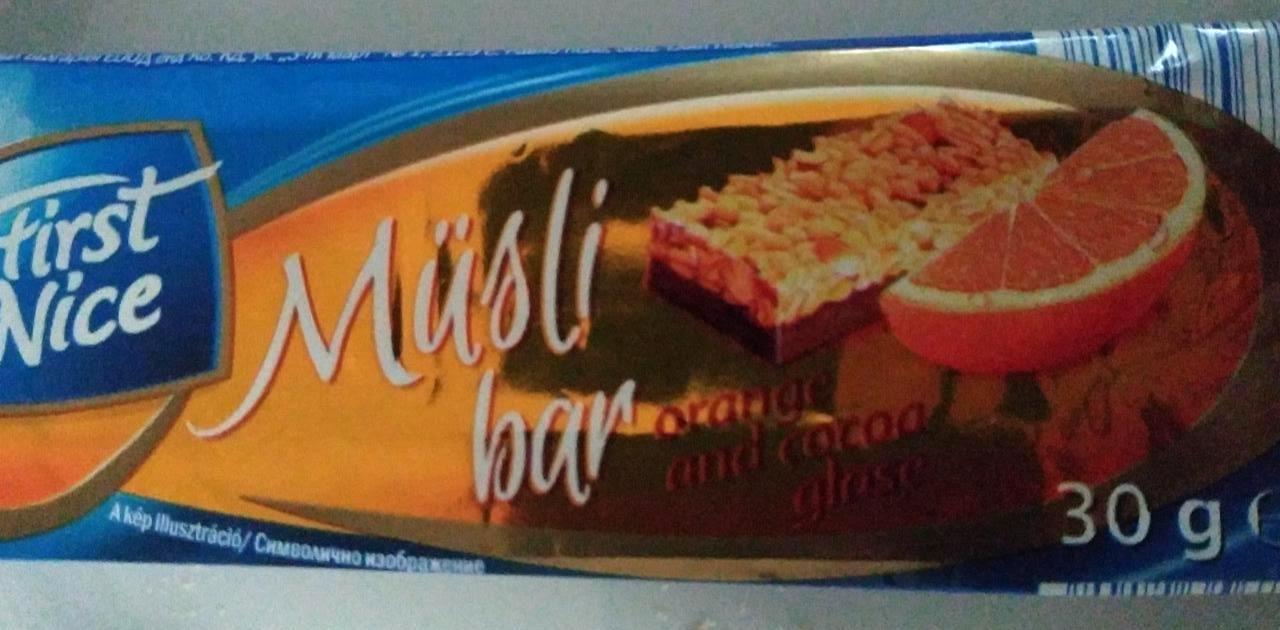 First
Nice
Müsli
bar
orange
and cocoa
glase
30 g
A kép illusztráció/ Символично изображение